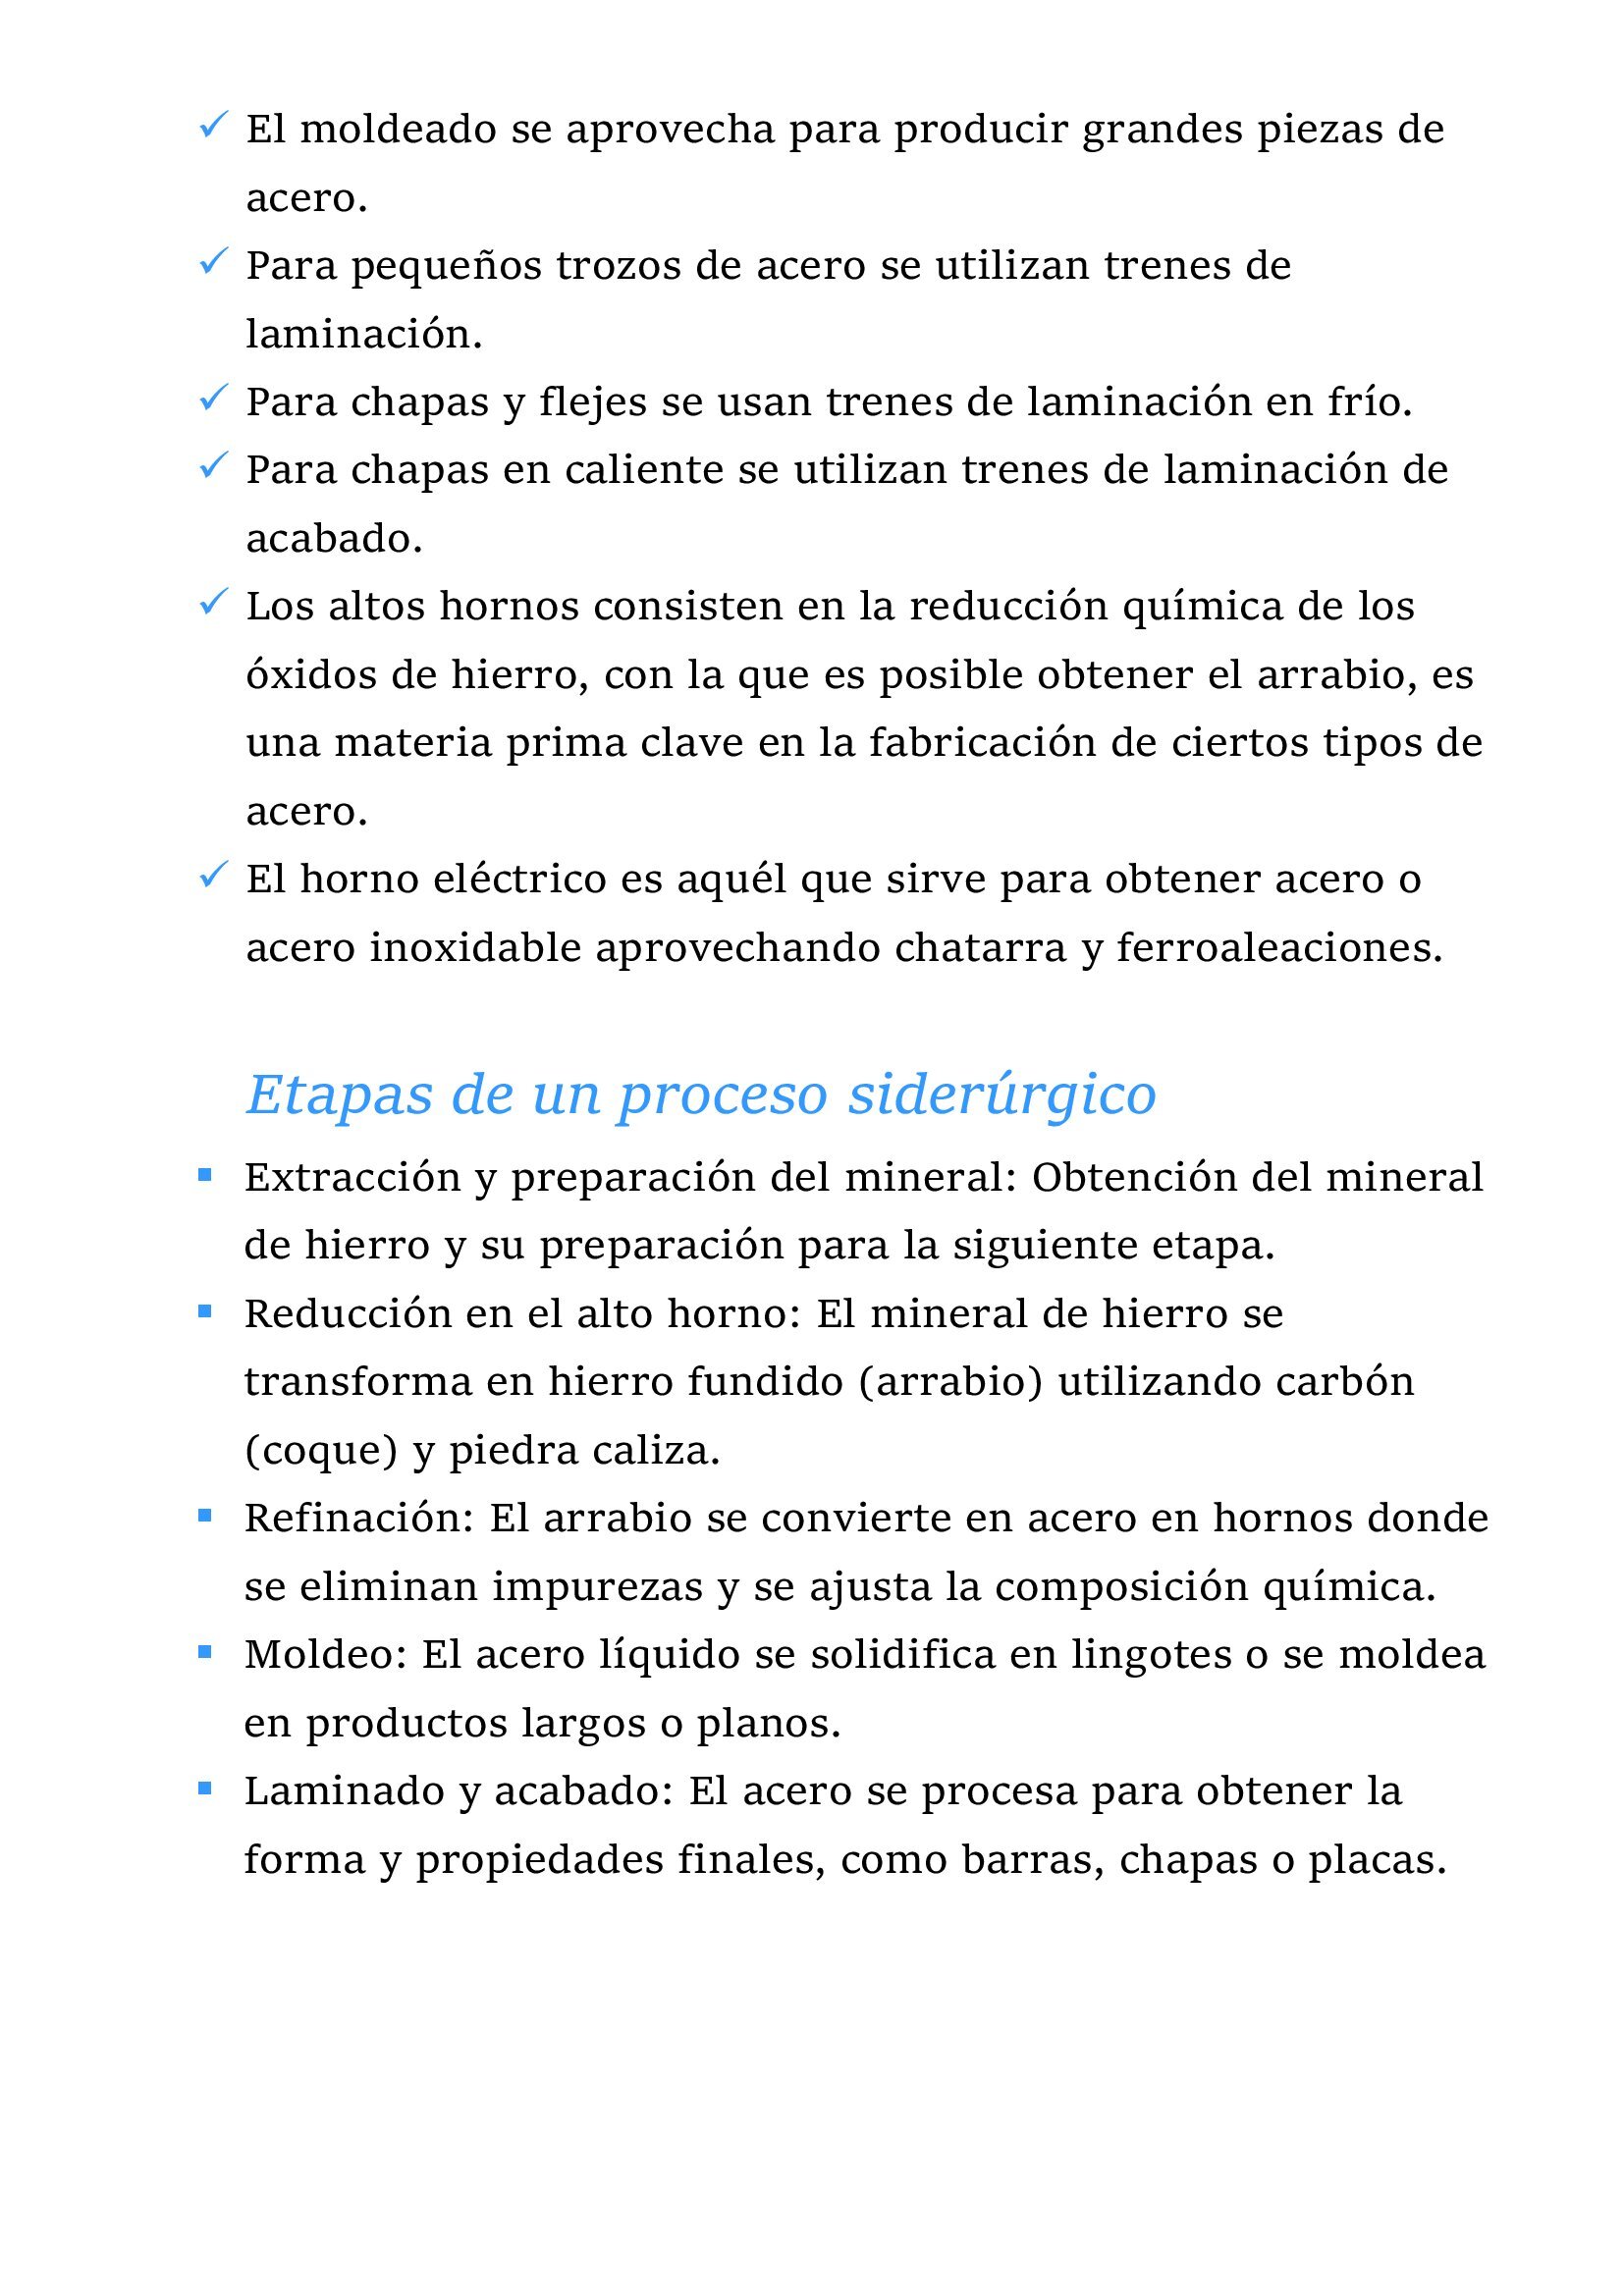 ✓ El moldeado se aprovecha para producir grandes piezas de
acero.
✓ Para pequeños trozos de acero se utilizan trenes de
laminación.
✓ Para chapas y flejes se usan trenes de laminación en frío.
✓ Para chapas en caliente se utilizan trenes de laminación de
acabado.
✓ Los altos hornos consisten en la reducción química de los
óxidos de hierro, con la que es posible obtener el arrabio, es
una materia prima clave en la fabricación de ciertos tipos de
acero.
✓ El horno eléctrico es aquél que sirve para obtener acero o
acero inoxidable aprovechando chatarra y ferroaleaciones.
Etapas de un proceso siderúrgico
▪ Extracción y preparación del mineral: Obtención del mineral
de hierro y su preparación para la siguiente etapa.
▪ Reducción en el alto horno: El mineral de hierro se
transforma en hierro fundido (arrabio) utilizando carbón
(coque) y piedra caliza.
▪ Refinación: El arrabio se convierte en acero en hornos donde
se eliminan impurezas y se ajusta la composición química.
▪ Moldeo: El acero líquido se solidifica en lingotes o se moldea
en productos largos o planos.
▪ Laminado y acabado: El acero se procesa para obtener la
forma y propiedades finales, como barras, chapas o placas.